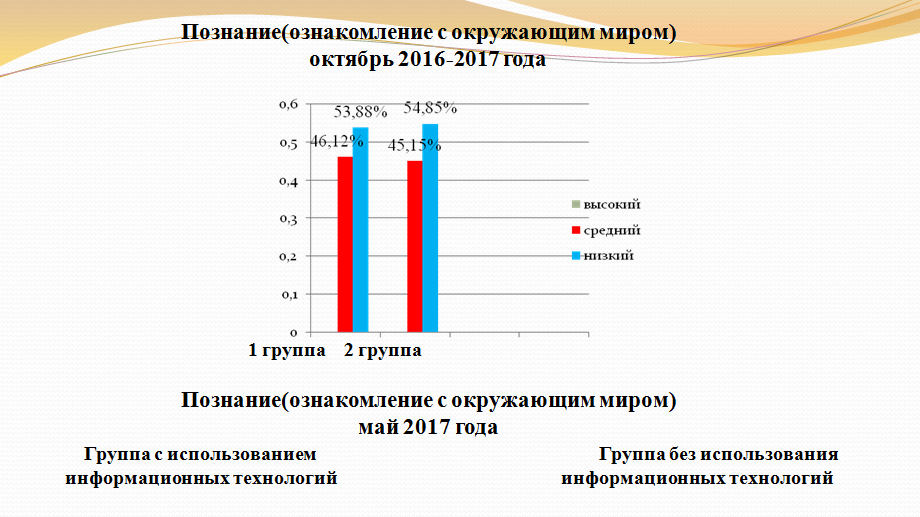 Познание(ознакомление с окружающим миром)
октябрь 2016-2017 года
0,6
0,5
0,4
0,3
0,2
0,1
0
53,88%
54,85%
46,12%
45,15%
высокий
средний
низкий
1 группа 2 группа
Познание(ознакомление с окружающим миром)
май 2017 года
Группа с использованием
информационных технологий
Группа без использования
информационных технологий